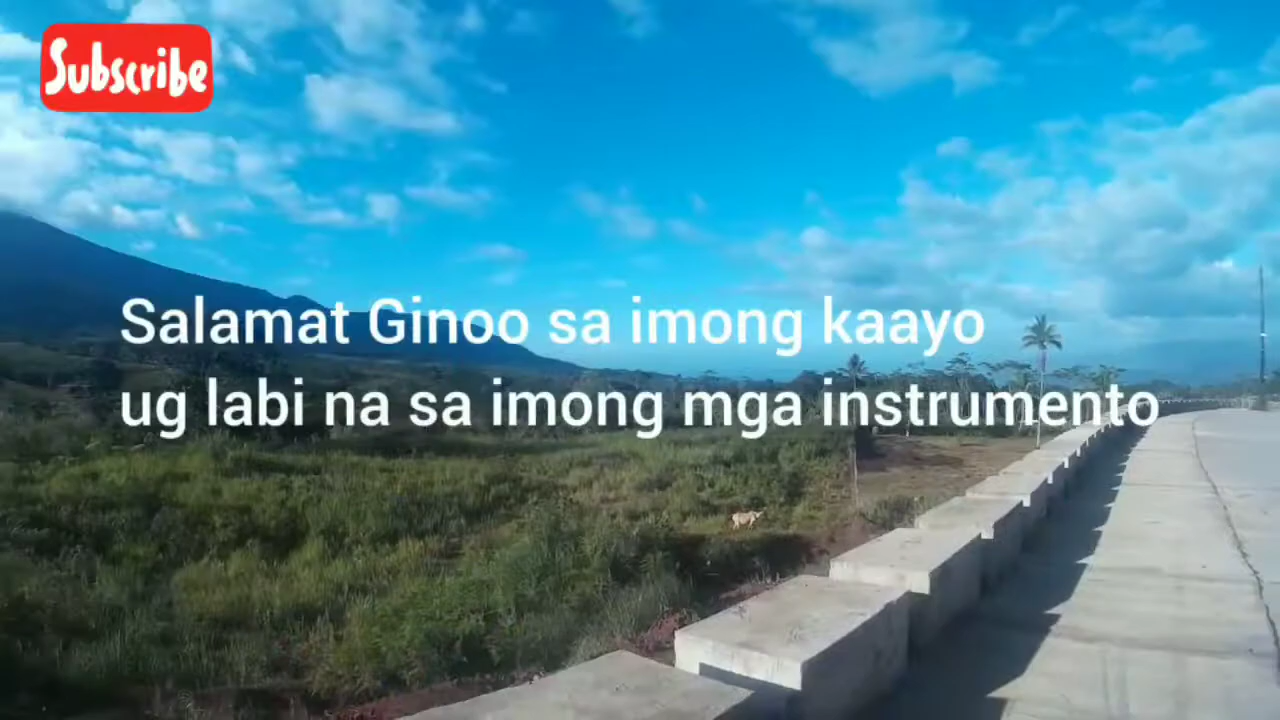 Subscribe
Salamat Ginoo sa imong kaayo
ug labi na sa imong mga instrumento